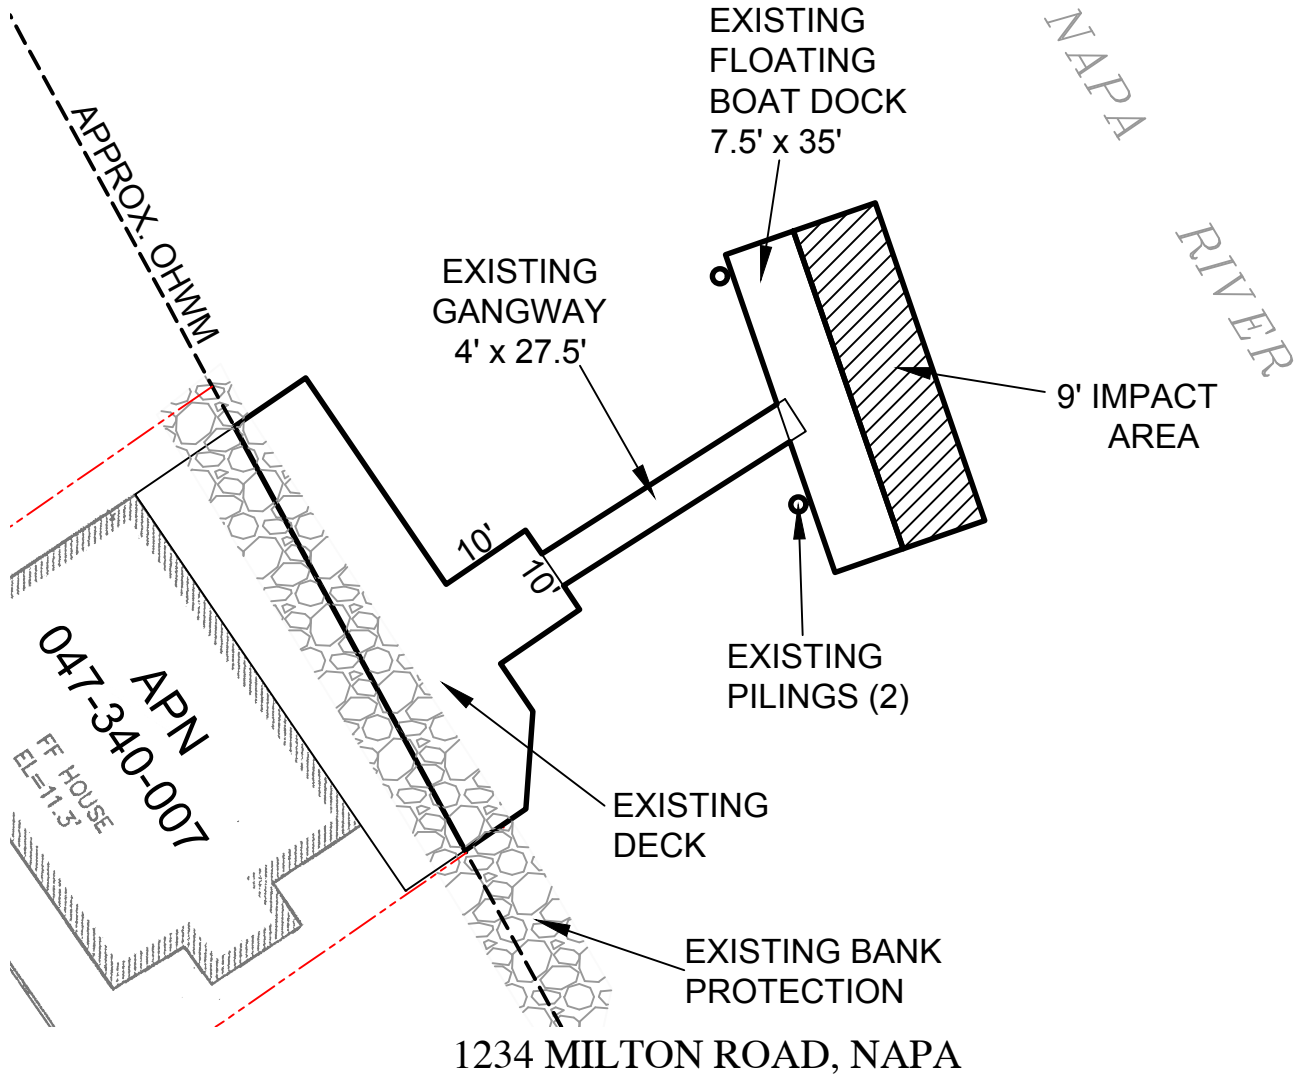 EXISTING
FLOATING
BOAT DOCK
7.5' x 35'
NAPA
RIVER
APPROX. OHWM
EXISTING
GANGWAY
4' x 27.5'
9' IMPACT
AREA
10'
10'
EXISTING
PILINGS (2)
APN
047-340-007
FF HOUSE
EL=11.3'
EXISTING
DECK
EXISTING BANK
PROTECTION
1234 MILTON ROAD, NAPA